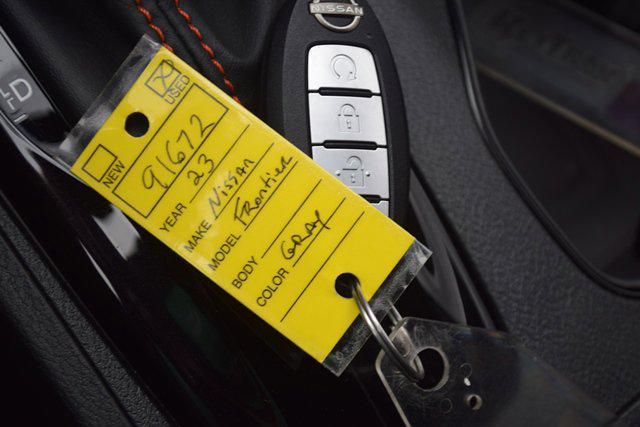 NISSAN
D
NEW
USED
91672
YEAR 23
MAKE Nissan
MODEL Frontier
BODY
COLOR GRAY